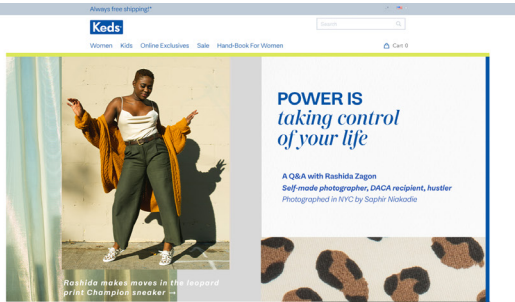 Always free shipping!*
Keds
Search
Women Kids Online Exclusives Sale Hand-Book For Women
Cart 0
POWER IS
taking control
of your life
A Q&A with Rashida Zagon
Self-made photographer, DACA recipient, hustler
Photographed in NYC by Saphir Niakadie
Rashida makes moves in the leopard
print Champion sneaker →